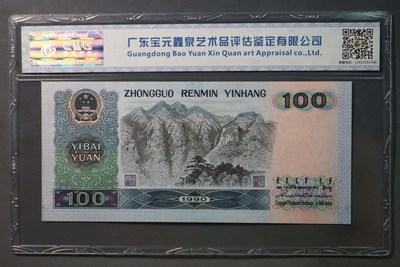 广东宝元鑫泉艺术品评估鉴定有限公司
Guangdong Bao Yuan Xin Quan art Appraisal co.,Ltd.
ZHONGGUO RENMIN YINHANG
100
YIBAI
YUAN
100
1990